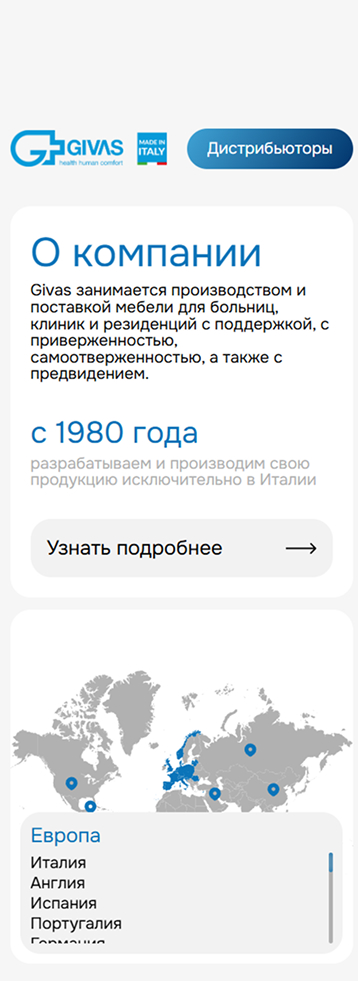 GIVAS
health human comfort
MADE IN
ITALY
Дистрибьюторы
О компании
Givas занимается производством и
поставкой мебели для больниц,
клиник и резиденций с поддержкой, с
приверженностью,
самоотверженностью, а также с
предвидением.
с 1980 года
разрабатываем и производим свою
продукцию исключительно в Италии
Узнать подробнее
Европа
Италия
Англия
Испания
Португалия
Германия